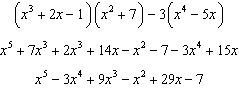 (x³ + 2x − 1)(x² + 7) − 3(x⁴ − 5x)
x⁵ + 7x³ + 2x³ + 14x − x² − 7 − 3x⁴ + 15x
x⁵ − 3x⁴ + 9x³ − x² + 29x − 7